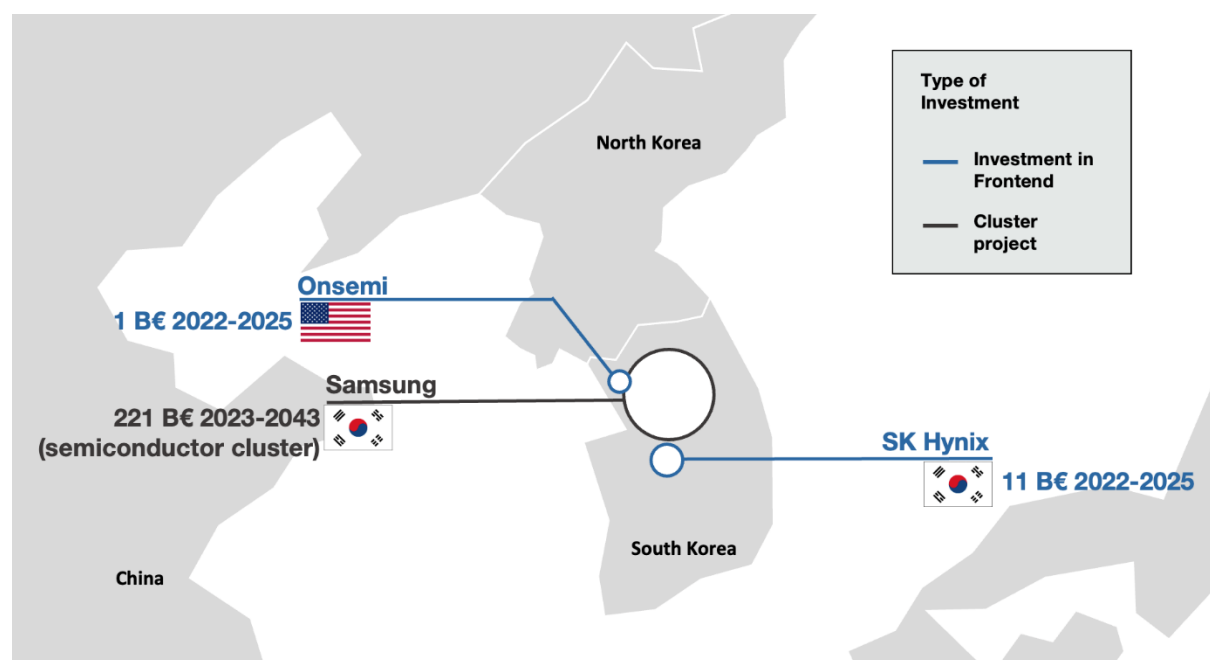 Type of
Investment
North Korea
Investment in
Frontend
Cluster
project
Onsemi
1 B€ 2022-2025
Samsung
221 B€ 2023-2043
(semiconductor cluster)
SK Hynix
11 B€ 2022-2025
South Korea
China